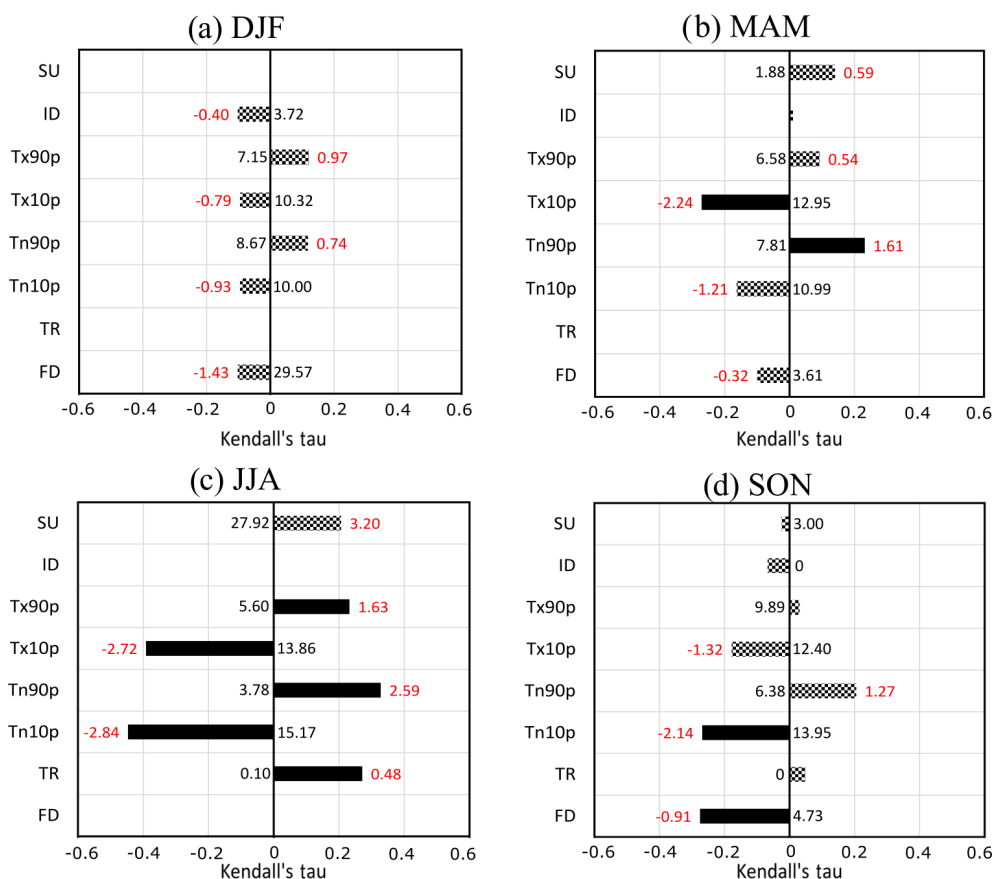 (a) DJF
SU
ID -0.40 3.72
Tx90p 7.15 0.97
Tx10p -0.79 10.32
Tn90p 8.67 0.74
Tn10p -0.93 10.00
TR
FD -1.43 29.57
-0.6 -0.4 -0.2 0 0.2 0.4 0.6
Kendall's tau
(b) MAM
SU 1.88 0.59
ID
Tx90p 6.58 0.54
Tx10p -2.24 12.95
Tn90p 7.81 1.61
Tn10p -1.21 10.99
TR
FD -0.32 3.61
-0.6 -0.4 -0.2 0 0.2 0.4 0.6
Kendall's tau
(c) JJA
SU 27.92 3.20
ID
Tx90p 5.60 1.63
Tx10p -2.72 13.86
Tn90p 3.78 2.59
Tn10p -2.84 15.17
TR 0.10 0.48
FD
-0.6 -0.4 -0.2 0 0.2 0.4 0.6
Kendall's tau
(d) SON
SU 3.00
ID 0
Tx90p 9.89
Tx10p -1.32 12.40
Tn90p 6.38 1.27
Tn10p -2.14 13.95
TR 0
FD -0.91 4.73
-0.6 -0.4 -0.2 0 0.2 0.4 0.6
Kendall's tau